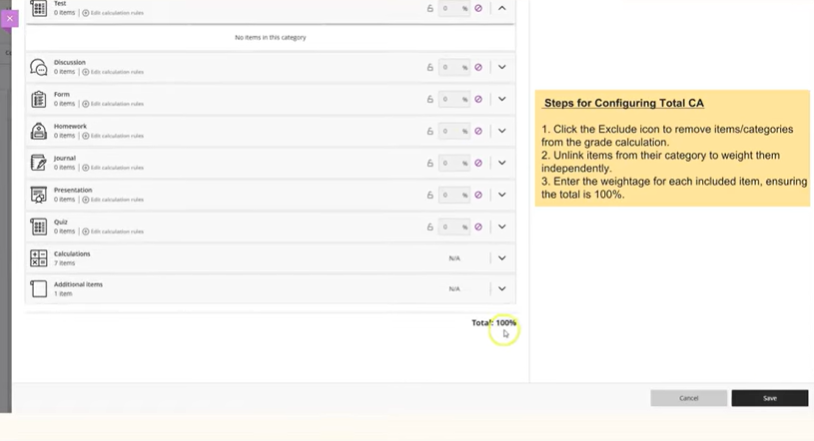 Test
0 items | Edit calculation rules
0 %
No items in this category
Discussion
0 items | Edit calculation rules
0 %
Form
0 items | Edit calculation rules
0 %
Homework
0 items | Edit calculation rules
0 %
Journal
0 items | Edit calculation rules
0 %
Presentation
0 items | Edit calculation rules
0 %
Quiz
0 items | Edit calculation rules
0 %
Calculations
7 items
N/A
Additional items
1 item
N/A
Total: 100%
Steps for Configuring Total CA
1. Click the Exclude icon to remove items/categories
from the grade calculation.
2. Unlink items from their category to weight them
independently.
3. Enter the weightage for each included item, ensuring
the total is 100%.
Cancel
Save